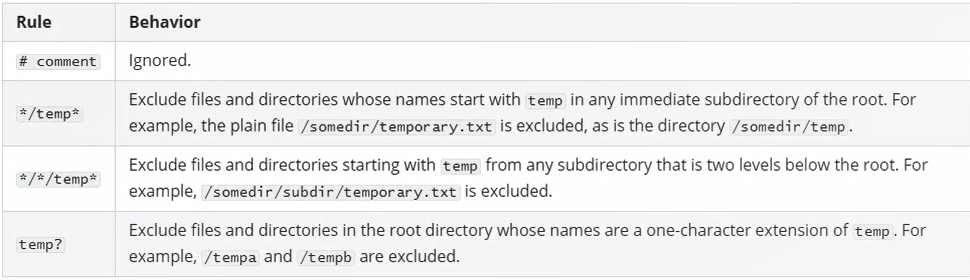 Rule Behavior
# comment Ignored.
*/temp* Exclude files and directories whose names start with temp in any immediate subdirectory of the root. For
example, the plain file /somedir/temporary.txt is excluded, as is the directory /somedir/temp.
*/*/temp* Exclude files and directories starting with temp from any subdirectory that is two levels below the root. For
example, /somedir/subdir/temporary.txt is excluded.
temp? Exclude files and directories in the root directory whose names are a one-character extension of temp. For
example, /tempa and /tempb are excluded.